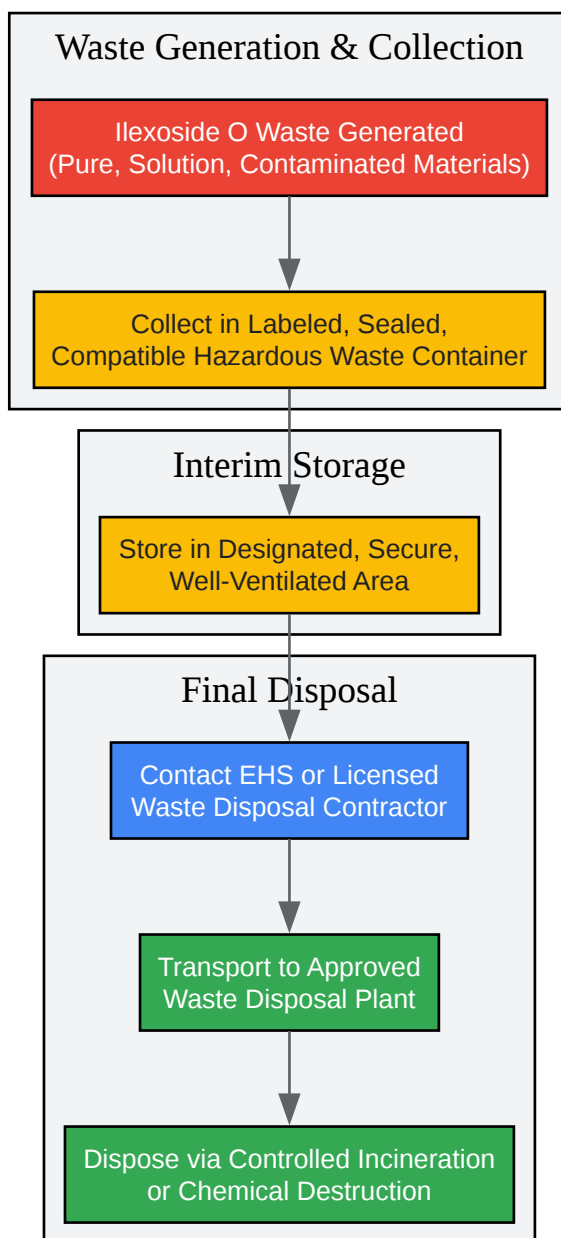 Waste Generation & Collection
Ilexoside O Waste Generated
(Pure, Solution, Contaminated Materials)
Collect in Labeled, Sealed,
Compatible Hazardous Waste Container
Interim Storage
Store in Designated, Secure,
Well-Ventilated Area
Final Disposal
Contact EHS or Licensed
Waste Disposal Contractor
Transport to Approved
Waste Disposal Plant
Dispose via Controlled Incineration
or Chemical Destruction